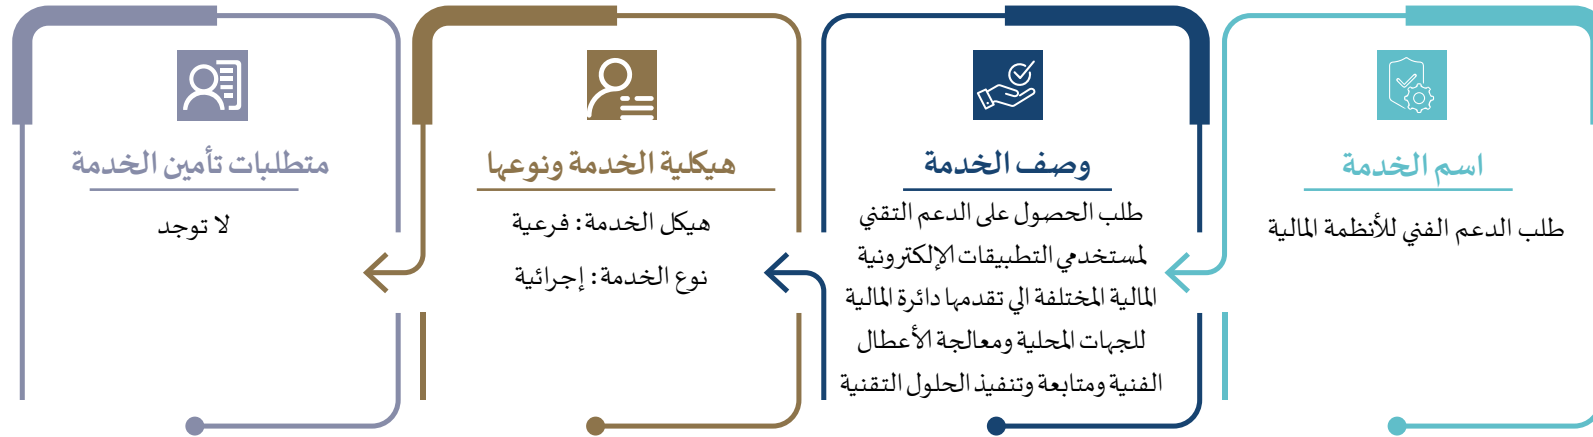 اسم الخدمة
طلب الدعم الفني للأنظمة المالية
وصف الخدمة
طلب الحصول على الدعم التقني
لمستخدمي التطبيقات الإلكترونية
المالية المختلفة الي تقدمها دائرة المالية
للجهات المحلية ومعالجة الأعطال
الفنية ومتابعة وتنفيذ الحلول التقنية
هيكلية الخدمة ونوعها
هيكل الخدمة: فرعية
نوع الخدمة: إجرائية
متطلبات تأمين الخدمة
لا توجد